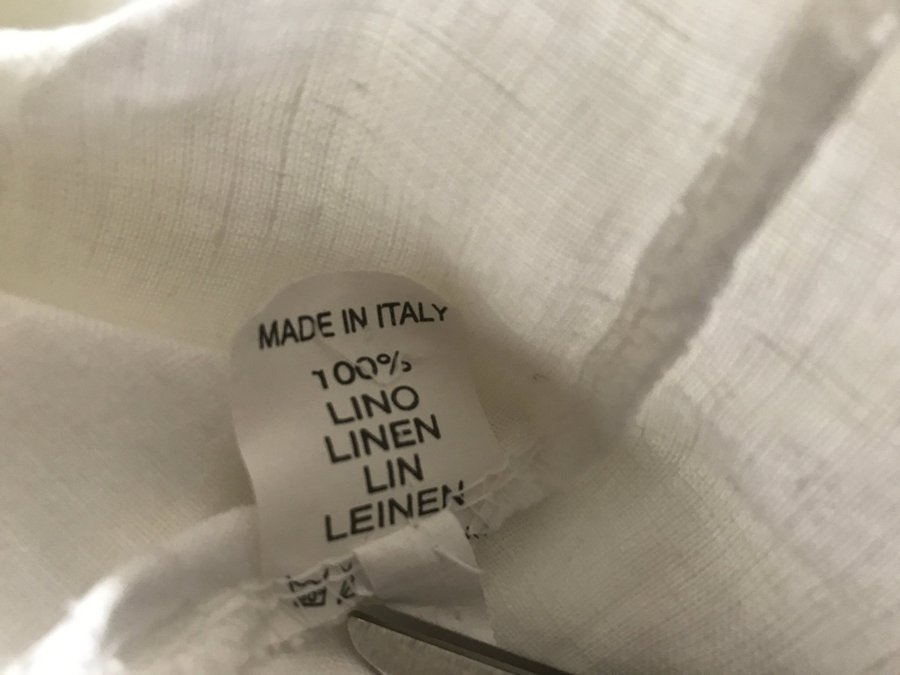 MADE IN ITALY
100%
LINO
LINEN
LIN
LEINEN